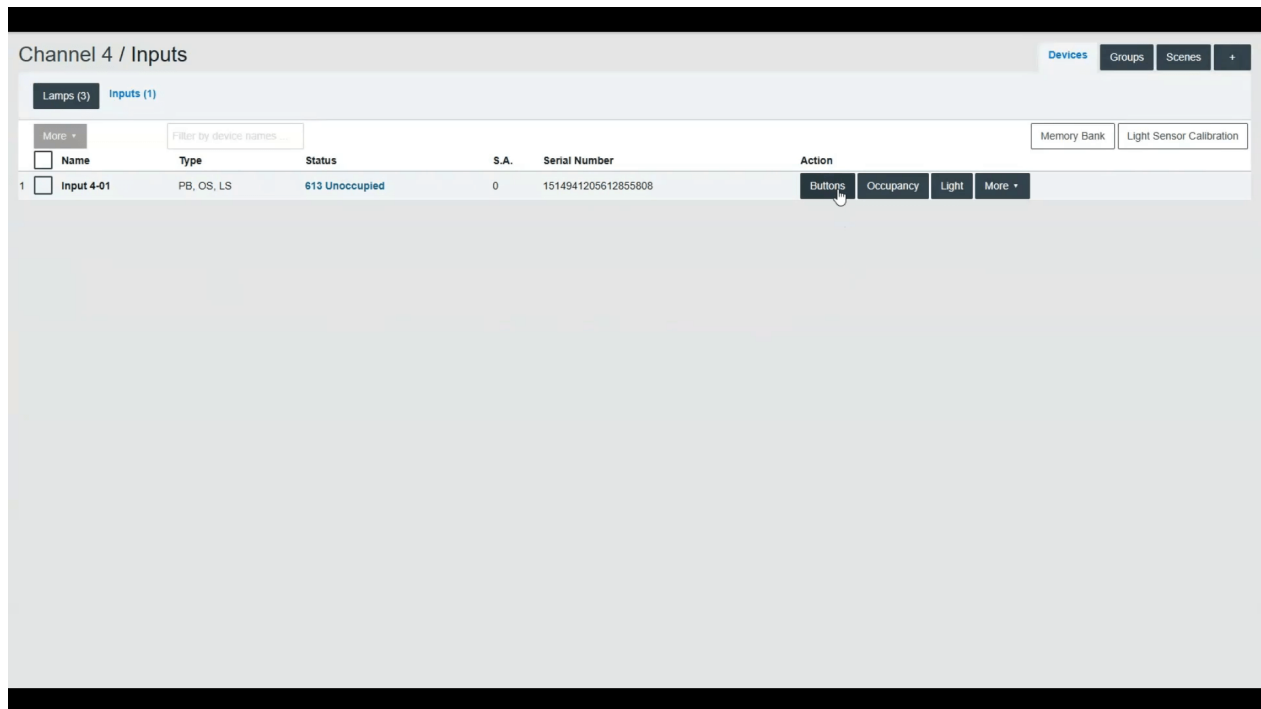 Channel 4 / Inputs
Devices Groups Scenes +
Lamps (3) Inputs (1)
More Filter by device names ... Memory Bank Light Sensor Calibration
Name Type Status S.A. Serial Number Action
1 Input 4-01 PB, OS, LS 613 Unoccupied 0 1514941205612855808 Buttons Occupancy Light More